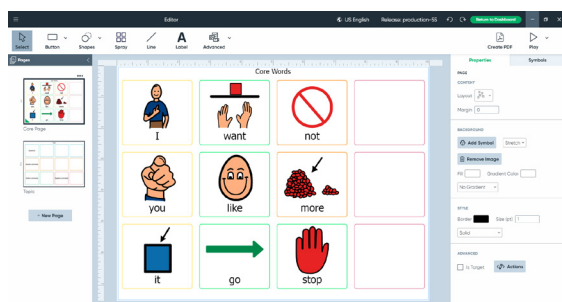 Editor
US English
Release: production-55
Return to Dashboard
Select
Button
Shapes
Spray
Line
Label
Advanced
Create PDF
Play
Pages
Core Page
Topic
+ New Page
Core Words
I
want
not
you
like
more
it
go
stop
Properties
Symbols
PAGE
CONTENT
Layout
Margin 0
BACKGROUND
Add Symbol
Stretch
Remove Image
Fill
Gradient Color
No Gradient
STYLE
Border
Size (pt) 1
Solid
ADVANCED
Is Target
Actions